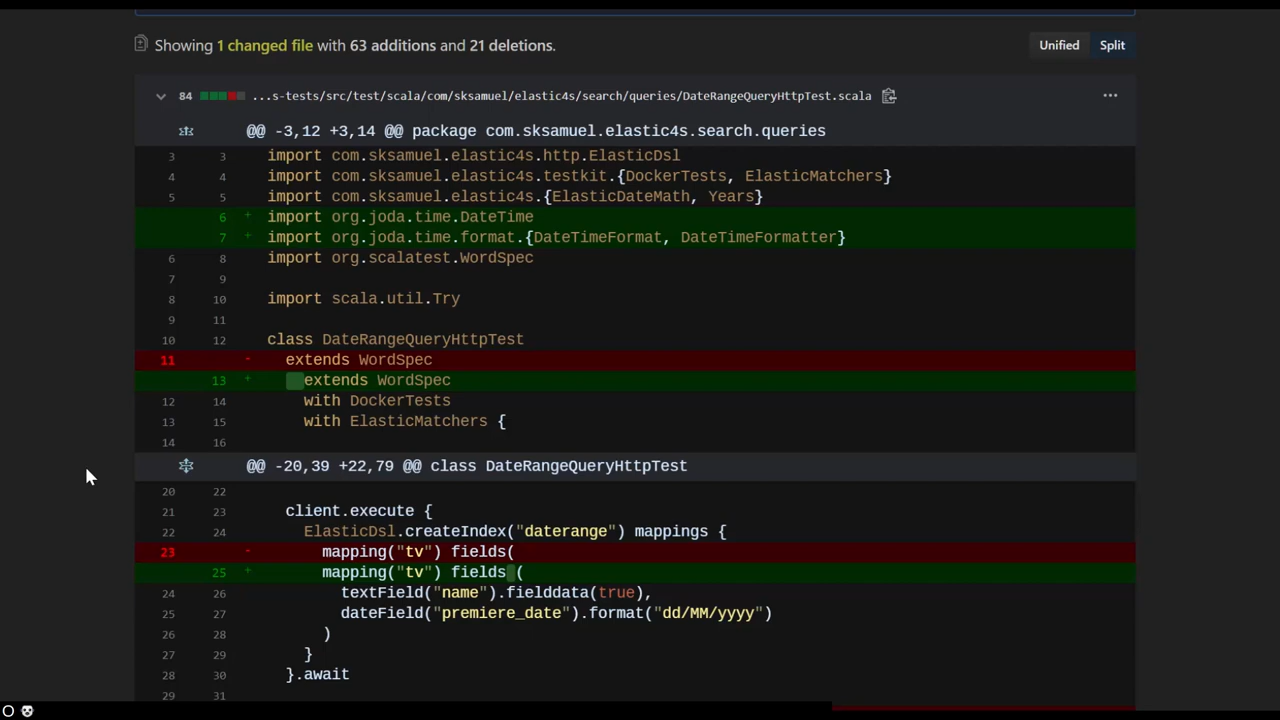 Showing 1 changed file with 63 additions and 21 deletions.
Unified Split
84 ...s-tests/src/test/scala/com/sksamuel/elastic4s/search/queries/DateRangeQueryHttpTest.scala ...
@@ -3,12 +3,14 @@ package com.sksamuel.elastic4s.search.queries
3 3 import com.sksamuel.elastic4s.http.ElasticDsl
4 4 import com.sksamuel.elastic4s.testkit.{DockerTests, ElasticMatchers}
5 5 import com.sksamuel.elastic4s.{ElasticDateMath, Years}
6 + import org.joda.time.DateTime
7 + import org.joda.time.format.{DateTimeFormat, DateTimeFormatter}
6 8 import org.scalatest.WordSpec
7 9
8 10 import scala.util.Try
9 11
10 12 class DateRangeQueryHttpTest
11 - extends WordSpec
13 + extends WordSpec
12 14 with DockerTests
13 15 with ElasticMatchers {
14 16
@@ -20,39 +22,79 @@ class DateRangeQueryHttpTest
20 22
21 23 client.execute {
22 24 ElasticDsl.createIndex("daterange") mappings {
23 - mapping("tv") fields(
25 + mapping("tv") fields (
24 26 textField("name").fielddata(true),
25 27 dateField("premiere_date").format("dd/MM/yyyy")
26 28 )
27 29 }
28 30 }.await
29 31